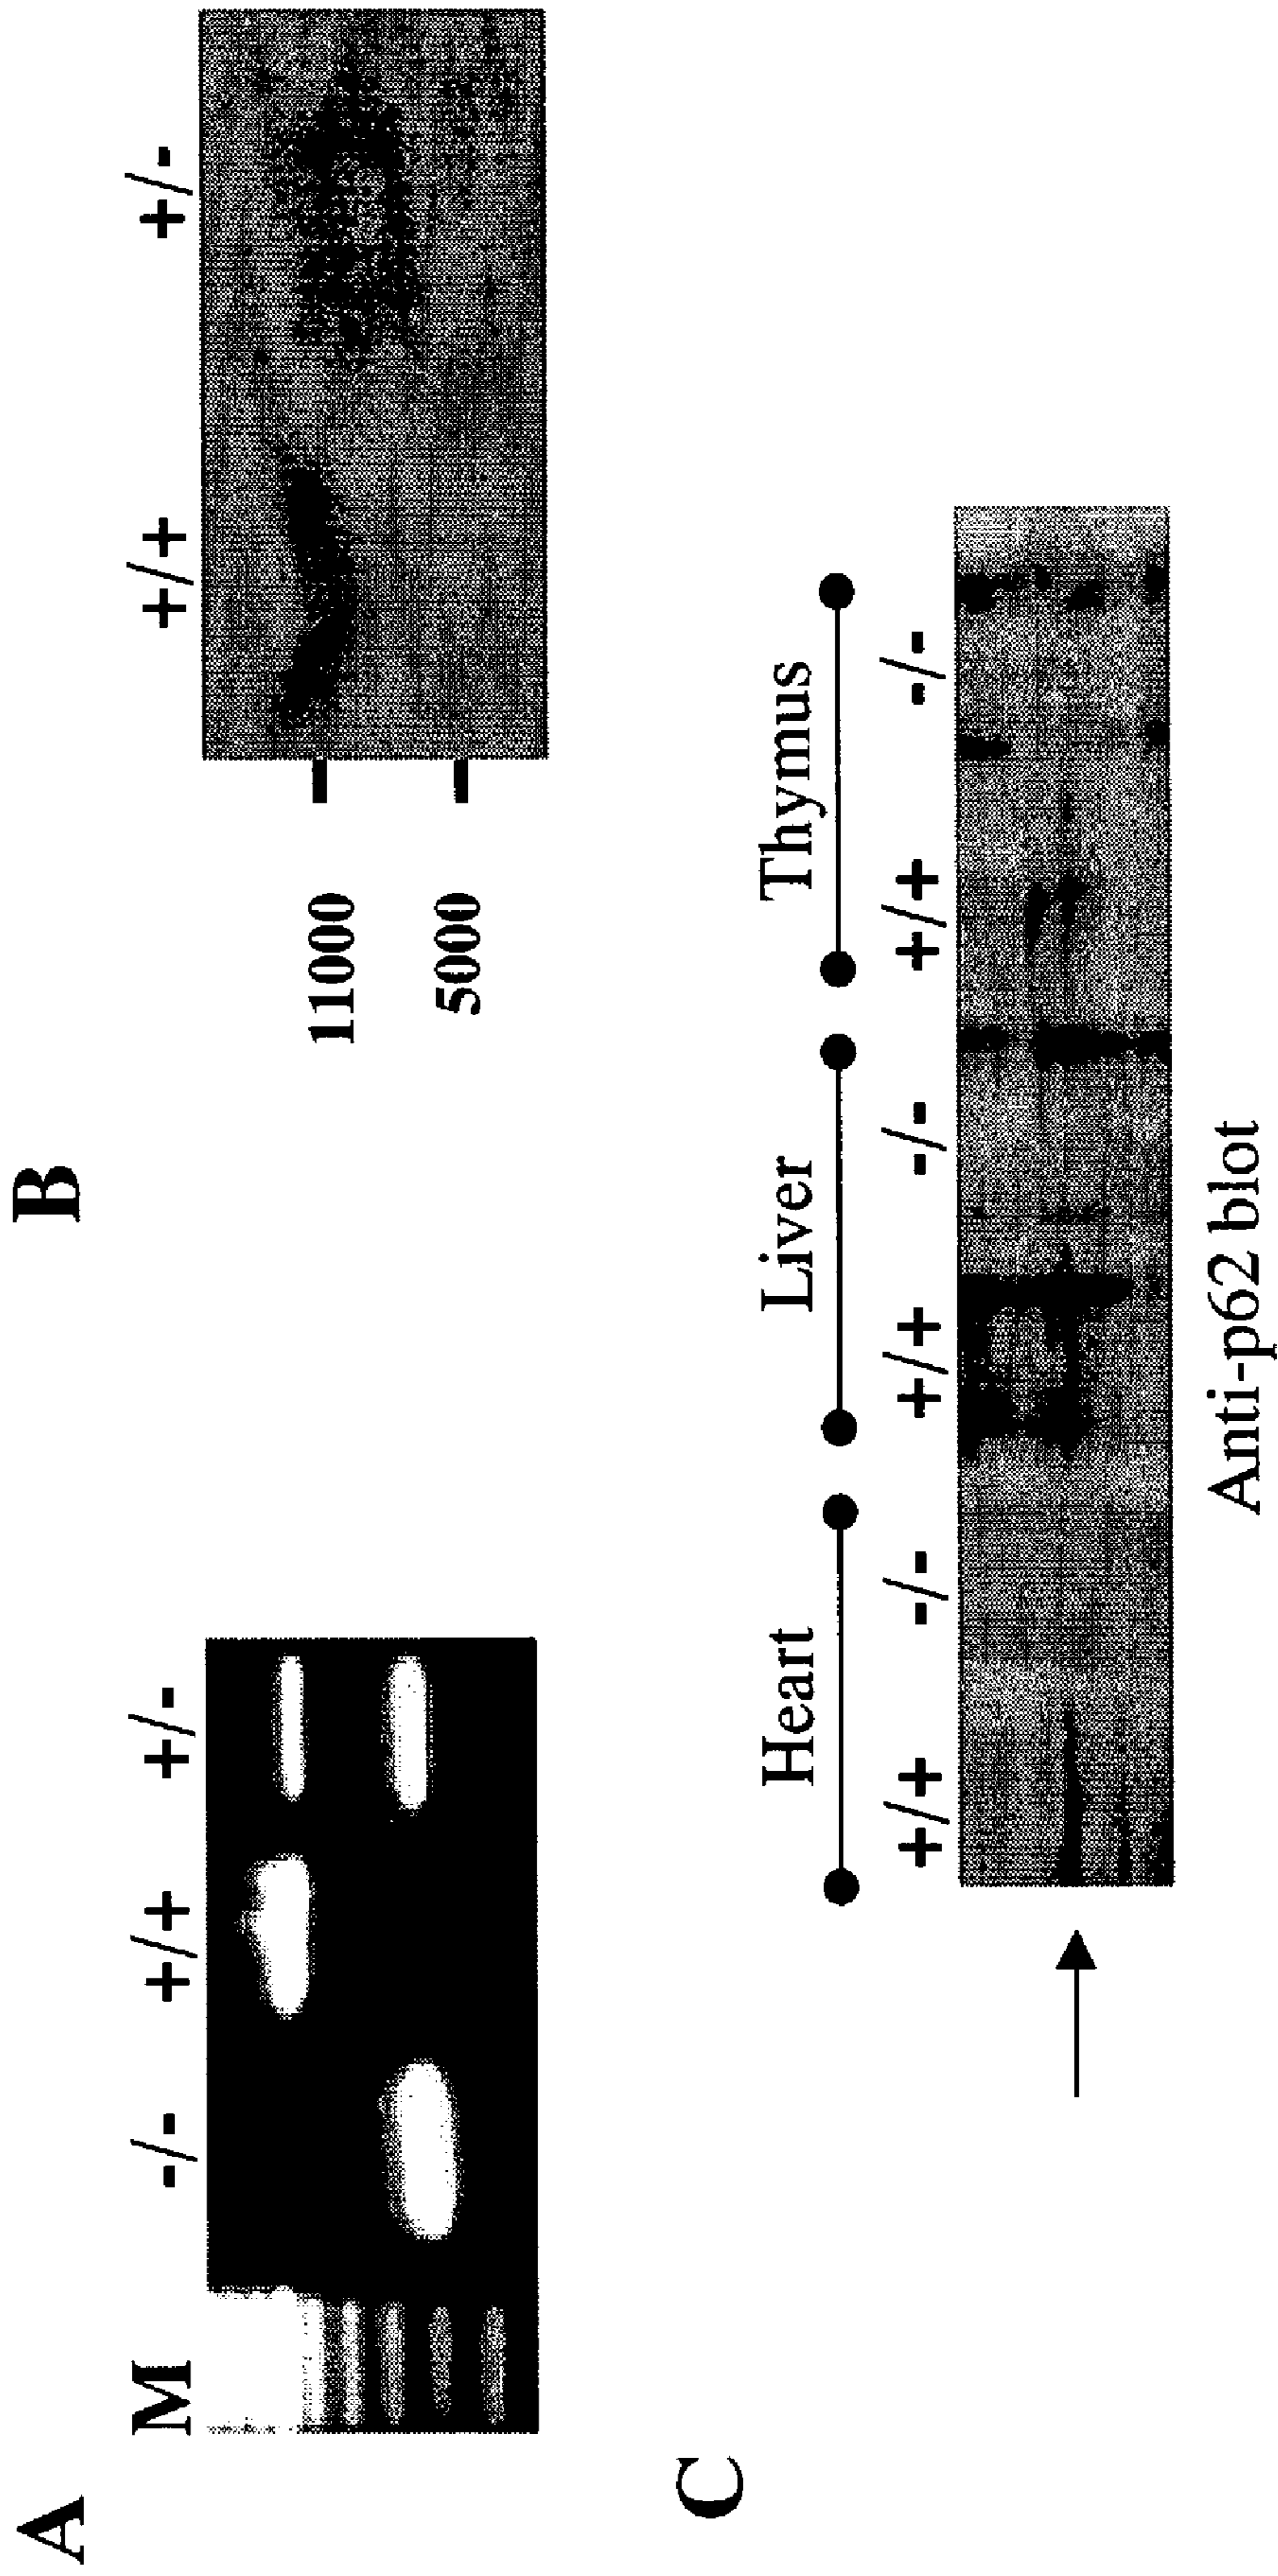 A
M -/- +/+ +/-
B
+/+ +/-
11000
5000
C
Heart Liver Thymus
+/+ -/- +/+ -/- +/+ -/-
Anti-p62 blot